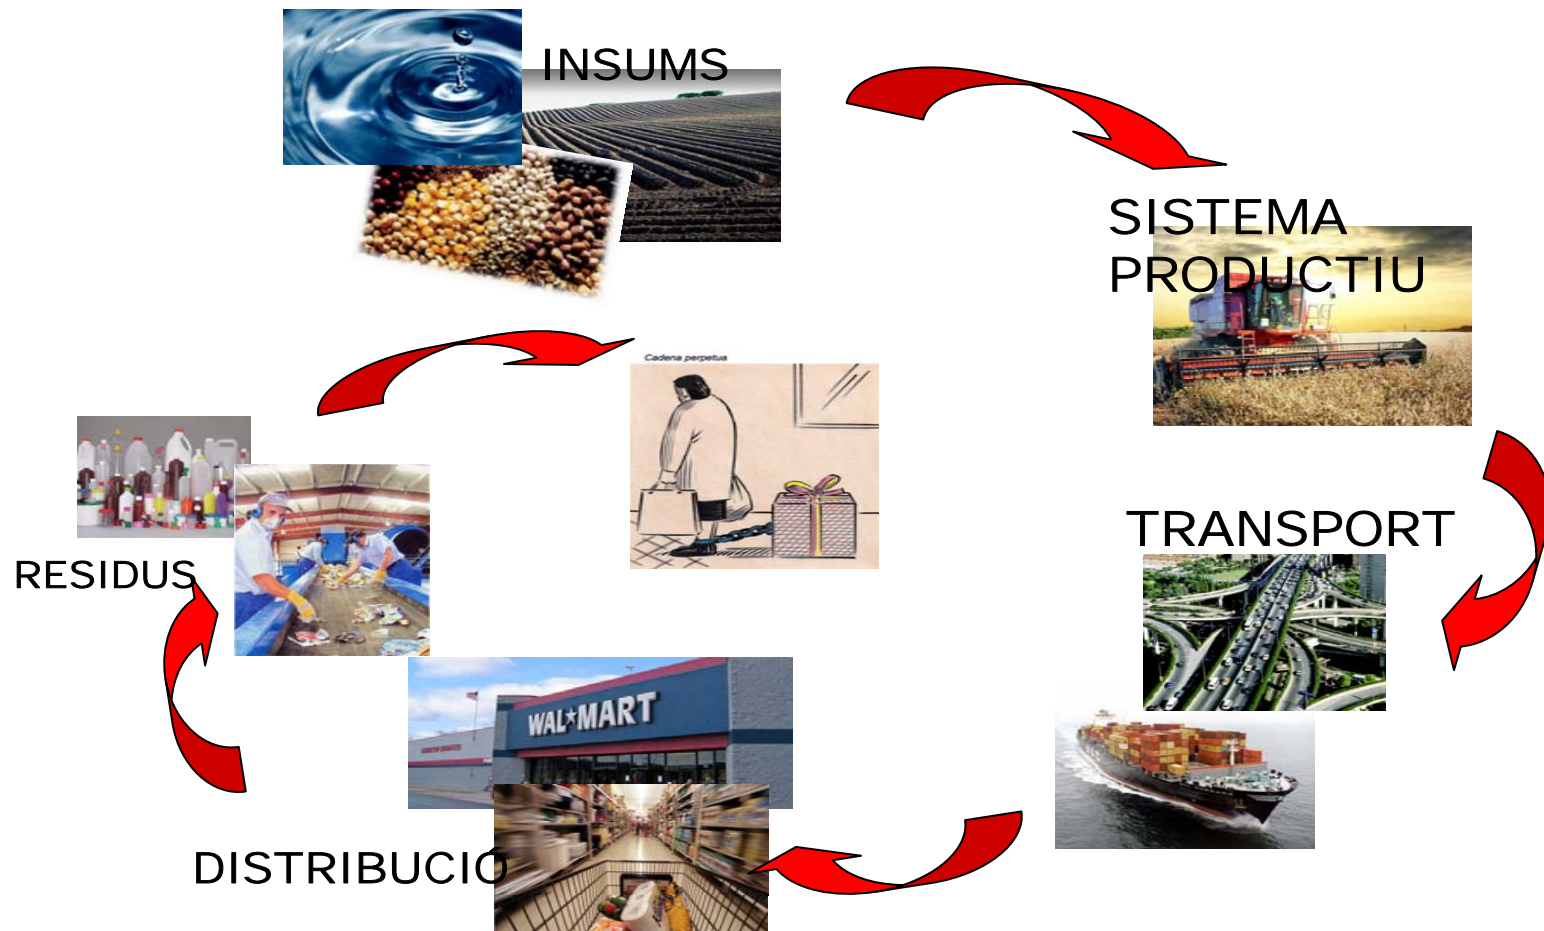 INSUMS
SISTEMA
PRODUCTIU
Cadena perpetua
TRANSPORT
RESIDUS
WAL★MART
DISTRIBUCIÓ